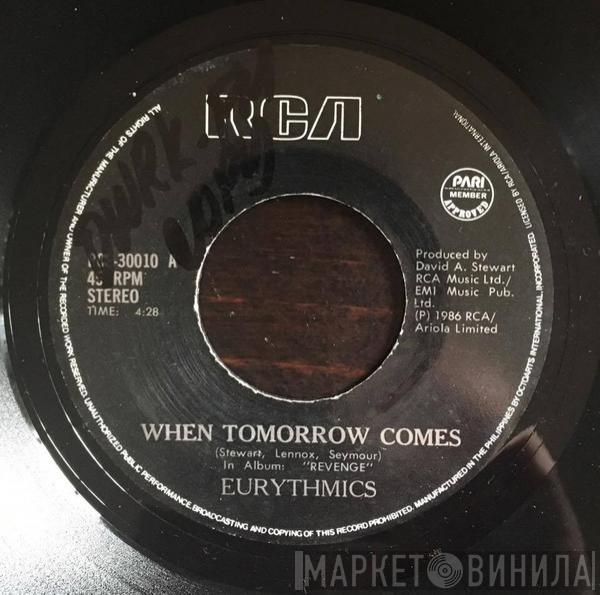 RCA
DWRK-BY
COPY
PARI
MEMBER
APPROVED
-30010 A
45 RPM
STEREO
TIME: 4:28
Produced by
David A. Stewart
RCA Music Ltd./
EMI Music Pub.
Ltd.
(P) 1986 RCA/
Ariola Limited
WHEN TOMORROW COMES
(Stewart, Lennox, Seymour)
In Album: "REVENGE"
EURYTHMICS
ALL RIGHTS OF THE MANUFACTURER AND OWNER OF THE RECORDED WORK RESERVED. UNAUTHORIZED PUBLIC PERFORMANCE, BROADCASTING AND COPYING OF THIS RECORD PROHIBITED. MANUFACTURED IN THE PHILIPPINES BY OCTOARTS INTERNATIONAL, INCORPORATED LICENSED BY RCA/ARIOLA INTERNATIONAL
МАРКЕТ ВИНИЛА